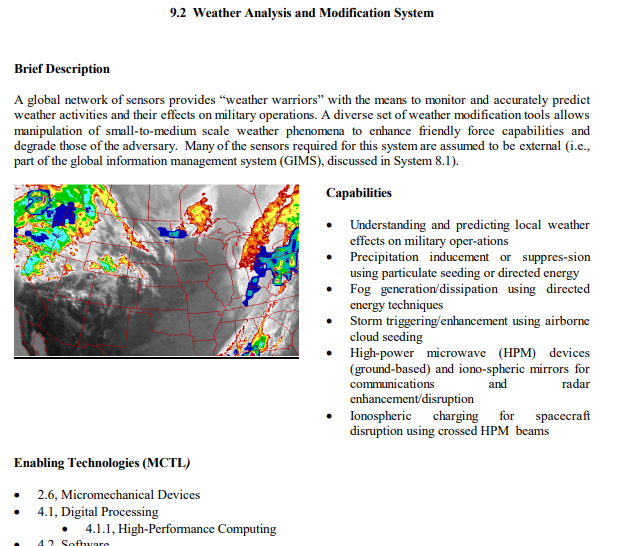 9.2 Weather Analysis and Modification System
Brief Description
A global network of sensors provides “weather warriors” with the means to monitor and accurately predict
weather activities and their effects on military operations. A diverse set of weather modification tools allows
manipulation of small-to-medium scale weather phenomena to enhance friendly force capabilities and
degrade those of the adversary. Many of the sensors required for this system are assumed to be external (i.e.,
part of the global information management system (GIMS), discussed in System 8.1).
Capabilities
• Understanding and predicting local weather
effects on military oper-ations
• Precipitation inducement or suppres-sion
using particulate seeding or directed energy
• Fog generation/dissipation using directed
energy techniques
• Storm triggering/enhancement using airborne
cloud seeding
• High-power microwave (HPM) devices
(ground-based) and iono-spheric mirrors for
communications and radar
enhancement/disruption
• Ionospheric charging for spacecraft
disruption using crossed HPM beams
Enabling Technologies (MCTL)
• 2.6, Micromechanical Devices
• 4.1, Digital Processing
• 4.1.1, High-Performance Computing
• 4.2, Software